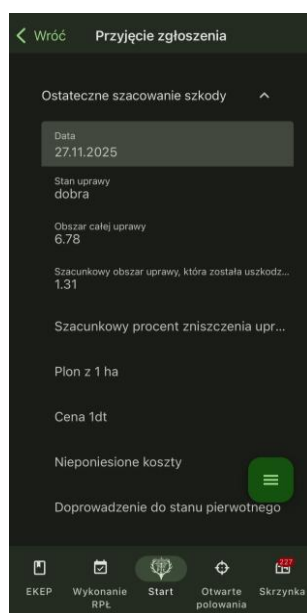 Wróć
Przyjęcie zgłoszenia
Ostateczne szacowanie szkody
Data
27.11.2025
Stan uprawy
dobra
Obszar całej uprawy
6.78
Szacunkowy obszar uprawy, która została uszkodz...
1.31
Szacunkowy procent zniszczenia upr...
Plon z 1 ha
Cena 1dt
Nieponiesione koszty
Doprowadzenie do stanu pierwotnego
227
EKEP
Wykonanie
RPŁ
Start
Otwarte
polowania
Skrzynka